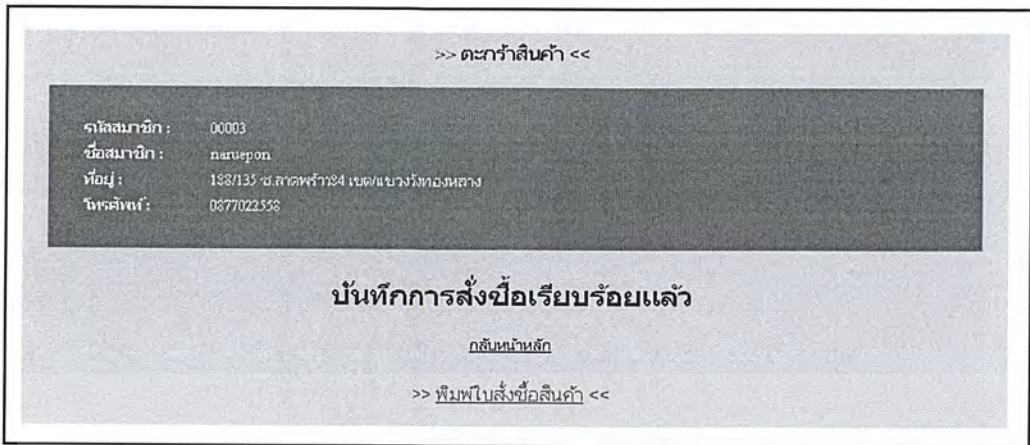 >> ตะกร้าสินค้า <<
รหัสสมาชิก : 00003
ชื่อสมาชิก : naruepon
ที่อยู่ : 188/135 ซ.ลาดพร้าว84 เขต/แขวงวังทองหลาง
โทรศัพท์ : 0877022558
บันทึกการสั่งซื้อเรียบร้อยแล้ว
กลับหน้าหลัก
>> พิมพ์ใบสั่งซื้อสินค้า <<